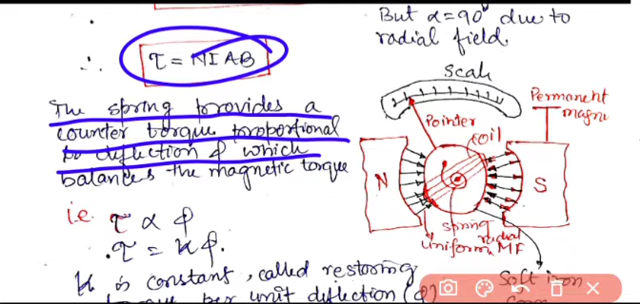 But α=90° due to
radial field.
∴ τ = NIAB
The spring provides a
counter torque proportional
to deflection ϕ which
balances the magnetic torque
i.e. τ ∝ ϕ
τ = kϕ.
k is constant, called restoring
torque per unit deflection (ϕ)
Scale
Pointer
Permanent
magne
coil
N
S
spring
uniform radial MF
Soft iron